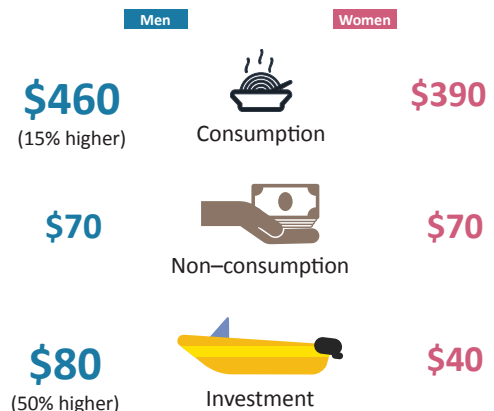 Men Women
$460 $390
(15% higher) Consumption
$70 $70
Non–consumption
$80 $40
(50% higher) Investment